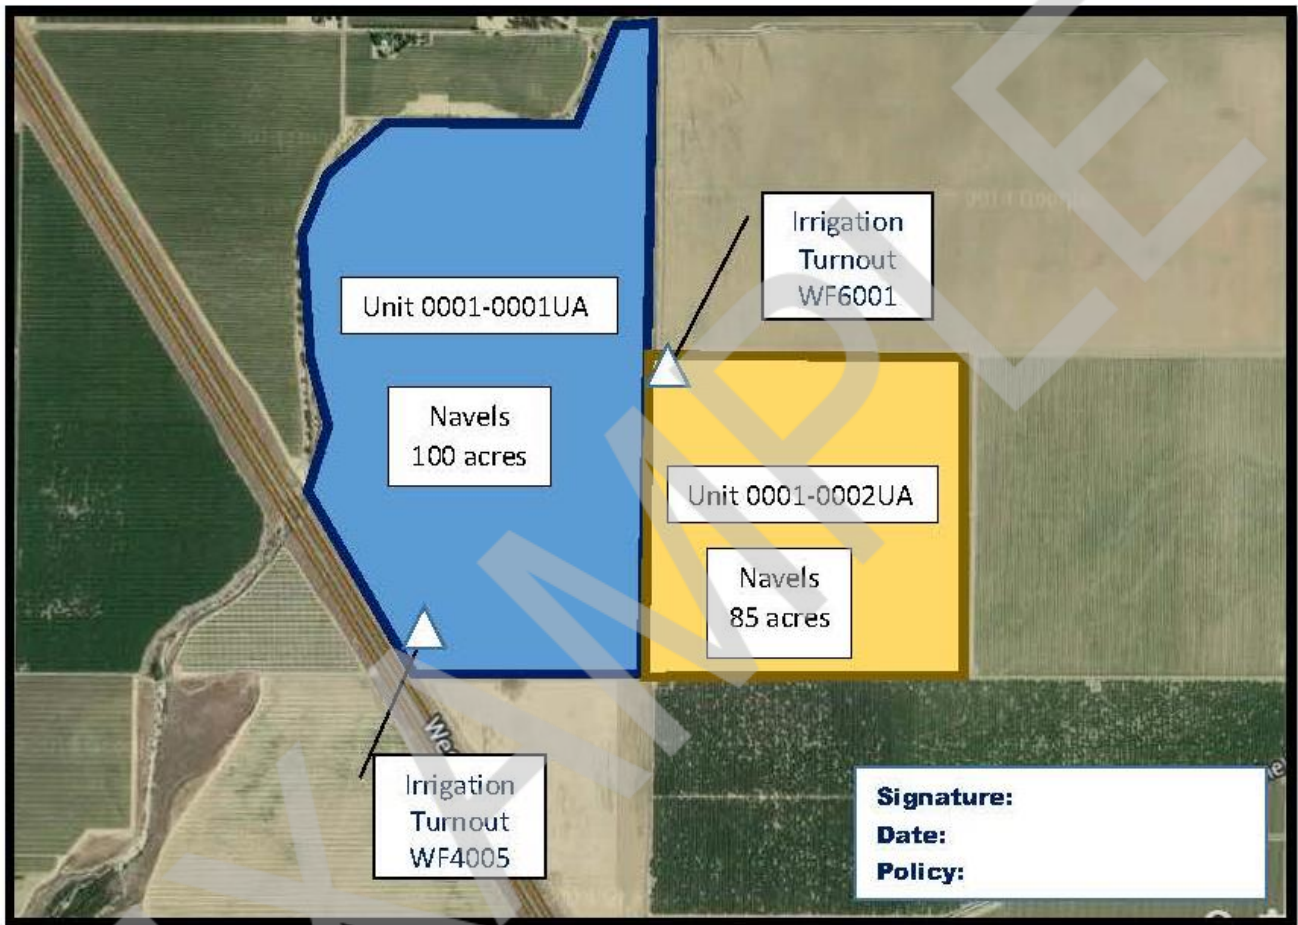 Irrigation
Turnout
WF6001
Unit 0001-0001UA
Navels
100 acres
Unit 0001-0002UA
Navels
85 acres
Irrigation
Turnout
WF4005
Signature:
Date:
Policy:
EXAMPLE